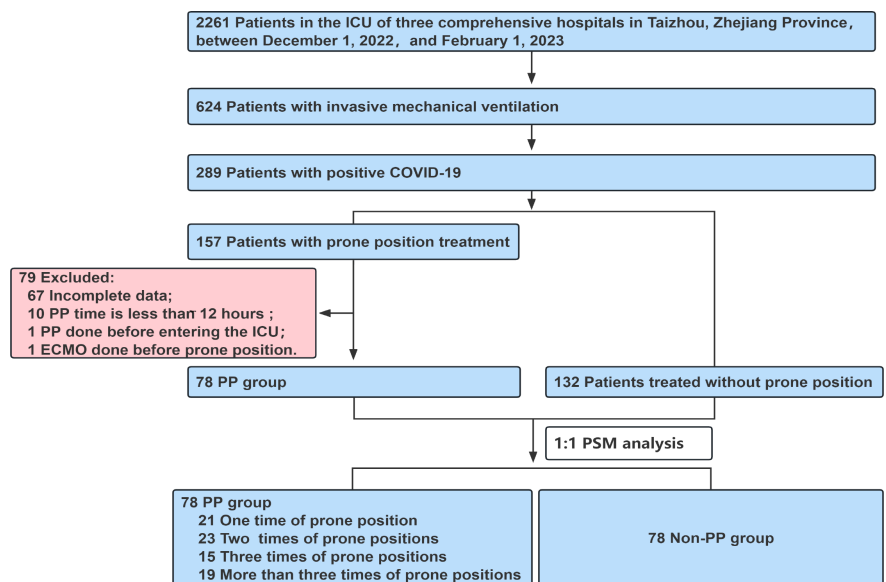 2261 Patients in the ICU of three comprehensive hospitals in Taizhou, Zhejiang Province，
between December 1, 2022， and February 1, 2023
624 Patients with invasive mechanical ventilation
289 Patients with positive COVID-19
157 Patients with prone position treatment
79 Excluded:
67 Incomplete data;
10 PP time is less than 12 hours ;
1 PP done before entering the ICU;
1 ECMO done before prone position.
78 PP group
132 Patients treated without prone position
1:1 PSM analysis
78 PP group
21 One time of prone position
23 Two times of prone positions
15 Three times of prone positions
19 More than three times of prone positions
78 Non-PP group